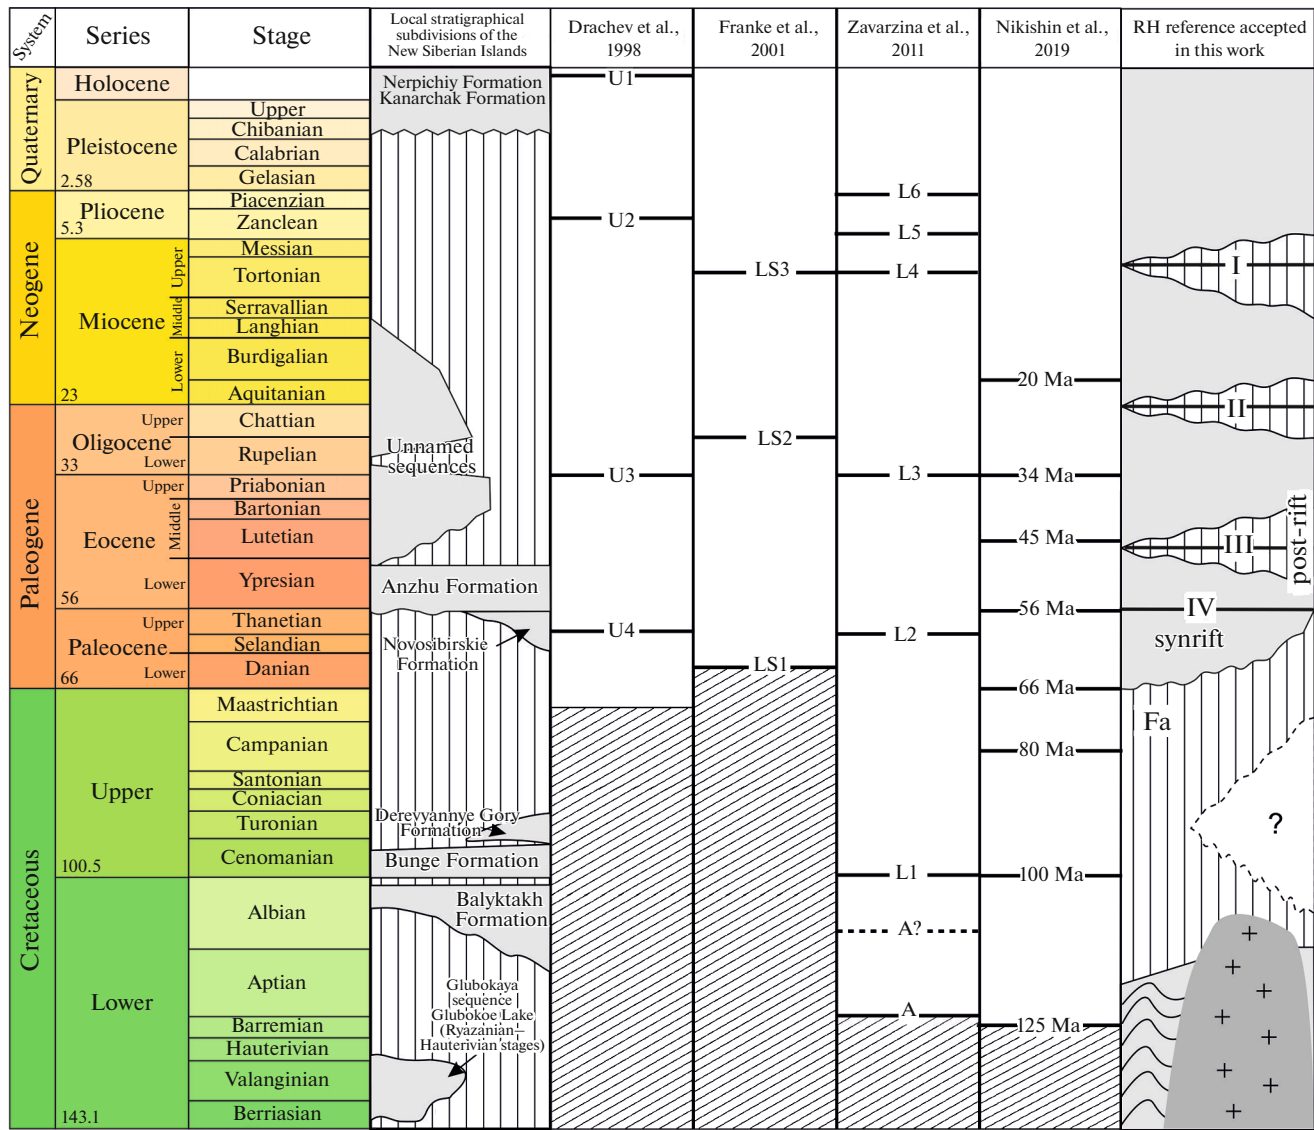 System
Series
Stage
Local stratigraphical
subdivisions of the
New Siberian Islands
Drachev et al.,
1998
Franke et al.,
2001
Zavarzina et al.,
2011
Nikishin et al.,
2019
RH reference accepted
in this work
Quaternary
Holocene
Pleistocene
2.58
Upper
Chibanian
Calabrian
Gelasian
Neogene
Pliocene
5.3
Piacenzian
Zanclean
Miocene
23
Upper
Middle
Lower
Messian
Tortonian
Serravallian
Langhian
Burdigalian
Aquitanian
Paleogene
Oligocene
33
Upper
Lower
Chattian
Rupelian
Eocene
56
Upper
Middle
Lower
Priabonian
Bartonian
Lutetian
Ypresian
Paleocene
66
Upper
Lower
Thanetian
Selandian
Danian
Cretaceous
Upper
100.5
Maastrichtian
Campanian
Santonian
Coniacian
Turonian
Cenomanian
Lower
143.1
Albian
Aptian
Barremian
Hauterivian
Valanginian
Berriasian
Nerpichiy Formation
Kanarchak Formation
Unnamed
sequences
Anzhu Formation
Novosibirskie
Formation
Derevyannye Gory
Formation
Bunge Formation
Balyktakh
Formation
Glubokaya
sequence
Glubokoe Lake
(Ryazanian–
Hauterivian stages)
U1
U2
U3
U4
LS3
LS2
LS1
L6
L5
L4
L3
L2
L1
A?
A
20 Ma
34 Ma
45 Ma
56 Ma
66 Ma
80 Ma
100 Ma
125 Ma
I
II
III
post-rift
IV
synrift
Fa
?